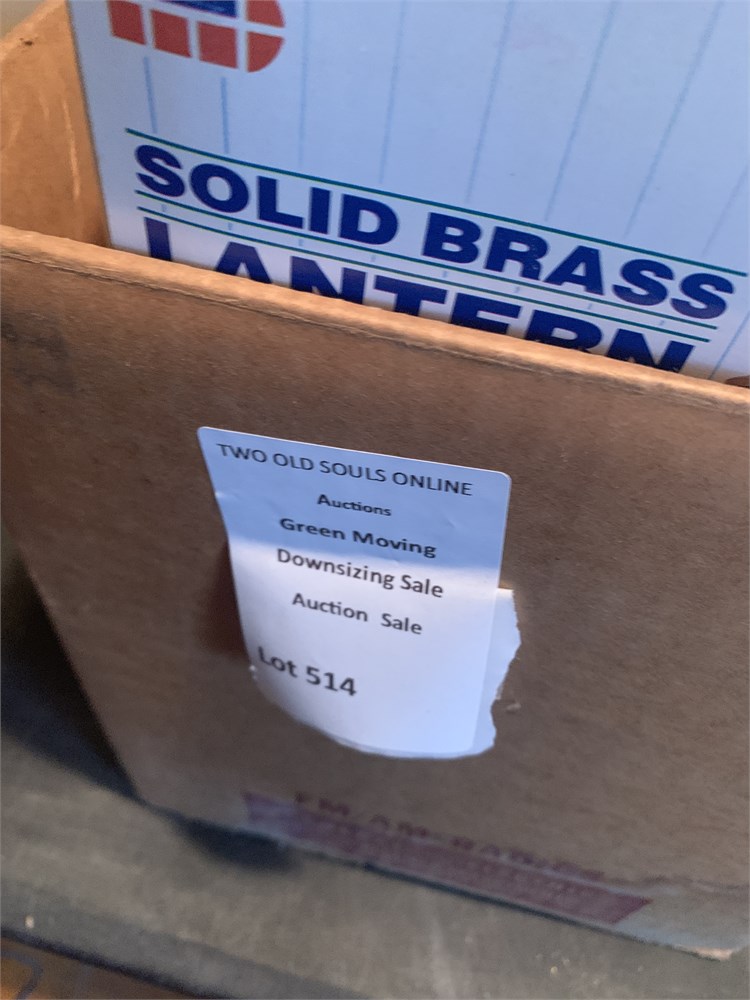 SOLID BRASS
LANTERN
TWO OLD SOULS ONLINE
Auctions
Green Moving
Downsizing Sale
Auction Sale
Lot 514